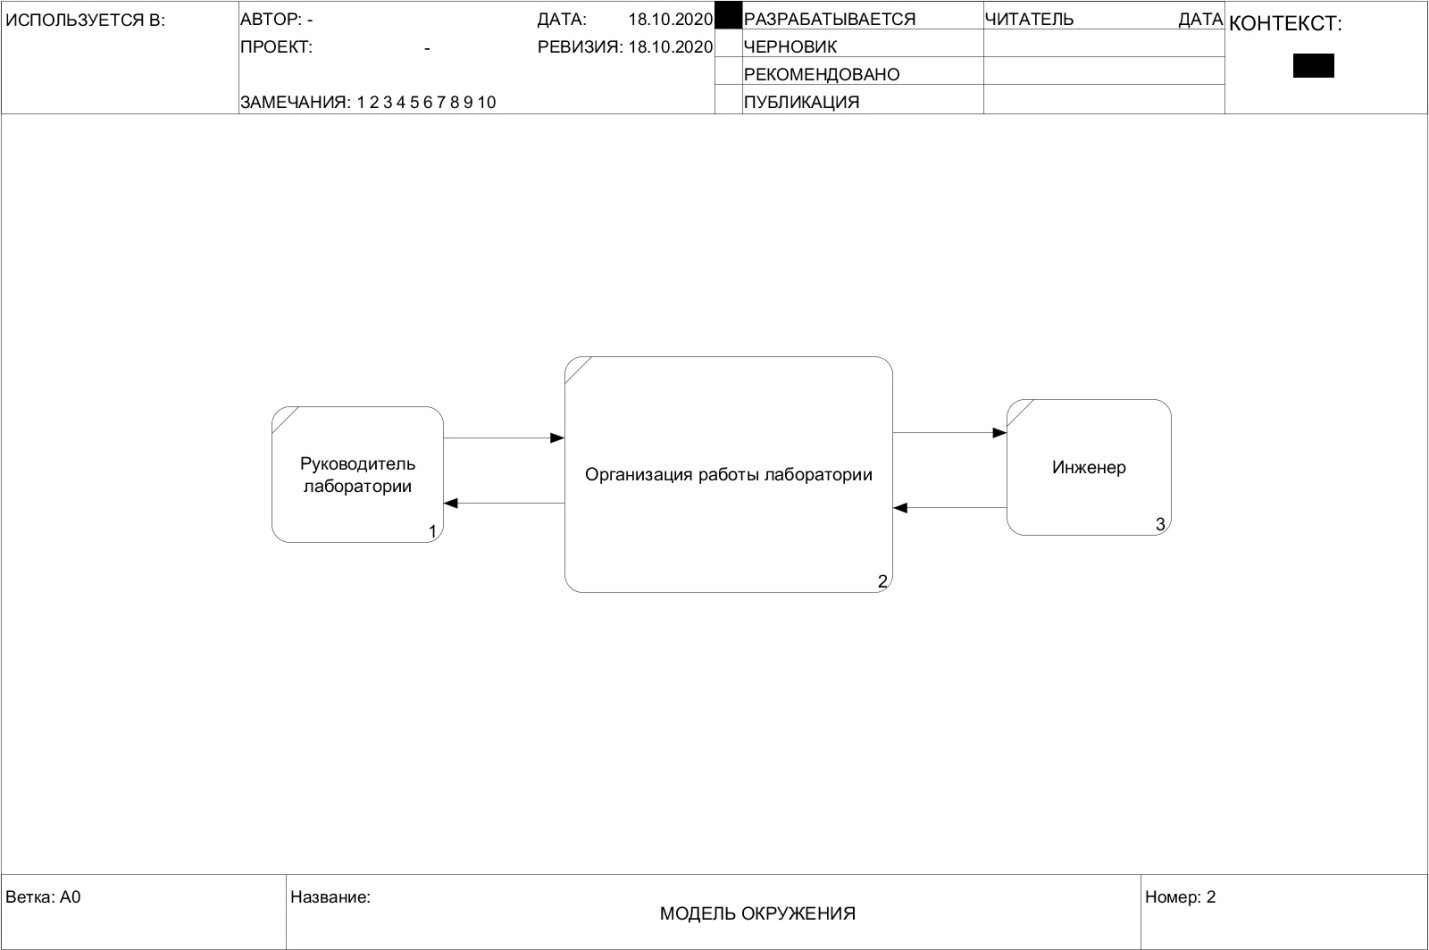 ИСПОЛЬЗУЕТСЯ В:
АВТОР: -
ДАТА: 18.10.2020
РАЗРАБАТЫВАЕТСЯ
ЧИТАТЕЛЬ ДАТА
КОНТЕКСТ:
ПРОЕКТ: -
РЕВИЗИЯ: 18.10.2020
ЧЕРНОВИК
РЕКОМЕНДОВАНО
ЗАМЕЧАНИЯ: 1 2 3 4 5 6 7 8 9 10
ПУБЛИКАЦИЯ
Руководитель
лаборатории
1
Организация работы лаборатории
2
Инженер
3
Ветка: A0
Название:
МОДЕЛЬ ОКРУЖЕНИЯ
Номер: 2